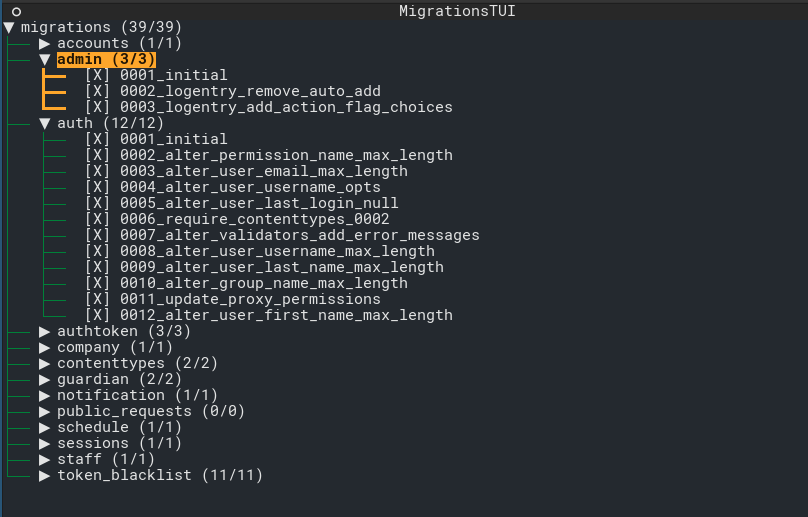 MigrationsTUI
▼ migrations (39/39)
▶ accounts (1/1)
▼ admin (3/3)
[X] 0001_initial
[X] 0002_logentry_remove_auto_add
[X] 0003_logentry_add_action_flag_choices
▼ auth (12/12)
[X] 0001_initial
[X] 0002_alter_permission_name_max_length
[X] 0003_alter_user_email_max_length
[X] 0004_alter_user_username_opts
[X] 0005_alter_user_last_login_null
[X] 0006_require_contenttypes_0002
[X] 0007_alter_validators_add_error_messages
[X] 0008_alter_user_username_max_length
[X] 0009_alter_user_last_name_max_length
[X] 0010_alter_group_name_max_length
[X] 0011_update_proxy_permissions
[X] 0012_alter_user_first_name_max_length
▶ authtoken (3/3)
▶ company (1/1)
▶ contenttypes (2/2)
▶ guardian (2/2)
▶ notification (1/1)
▶ public_requests (0/0)
▶ schedule (1/1)
▶ sessions (1/1)
▶ staff (1/1)
▶ token_blacklist (11/11)